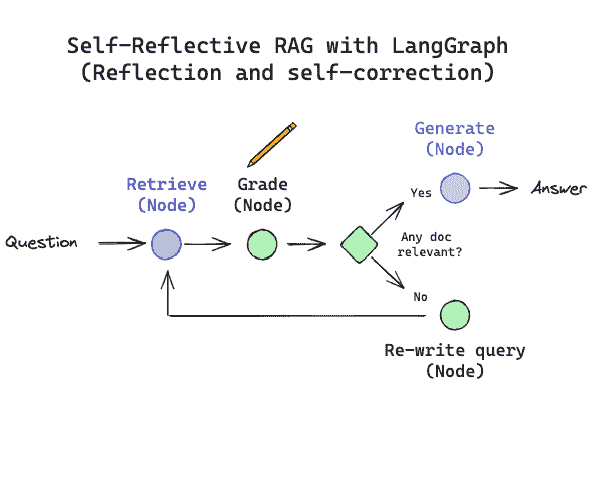 Self-Reflective RAG with LangGraph
(Reflection and self-correction)
Generate
(Node)
Retrieve
(Node)
Grade
(Node)
Yes
Answer
Question
Any doc
relevant?
No
Re-write query
(Node)